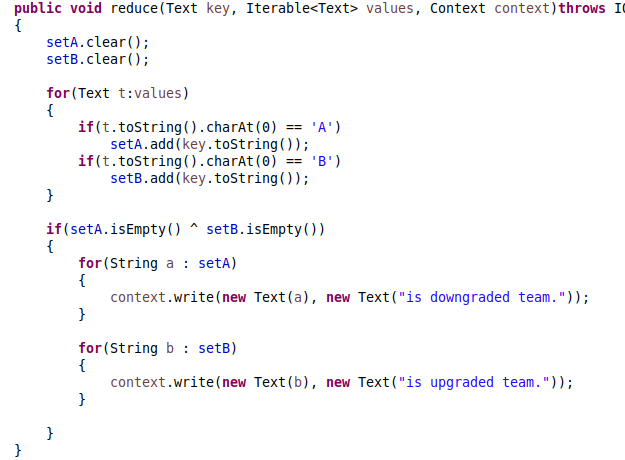 public void reduce(Text key, Iterable<Text> values, Context context)throws
{
setA.clear();
setB.clear();
for(Text t:values)
{
if(t.toString().charAt(0) == 'A')
setA.add(key.toString());
if(t.toString().charAt(0) == 'B')
setB.add(key.toString());
}
if(setA.isEmpty() ^ setB.isEmpty())
{
for(String a : setA)
{
context.write(new Text(a), new Text("is downgraded team."));
}
for(String b : setB)
{
context.write(new Text(b), new Text("is upgraded team."));
}
}
}